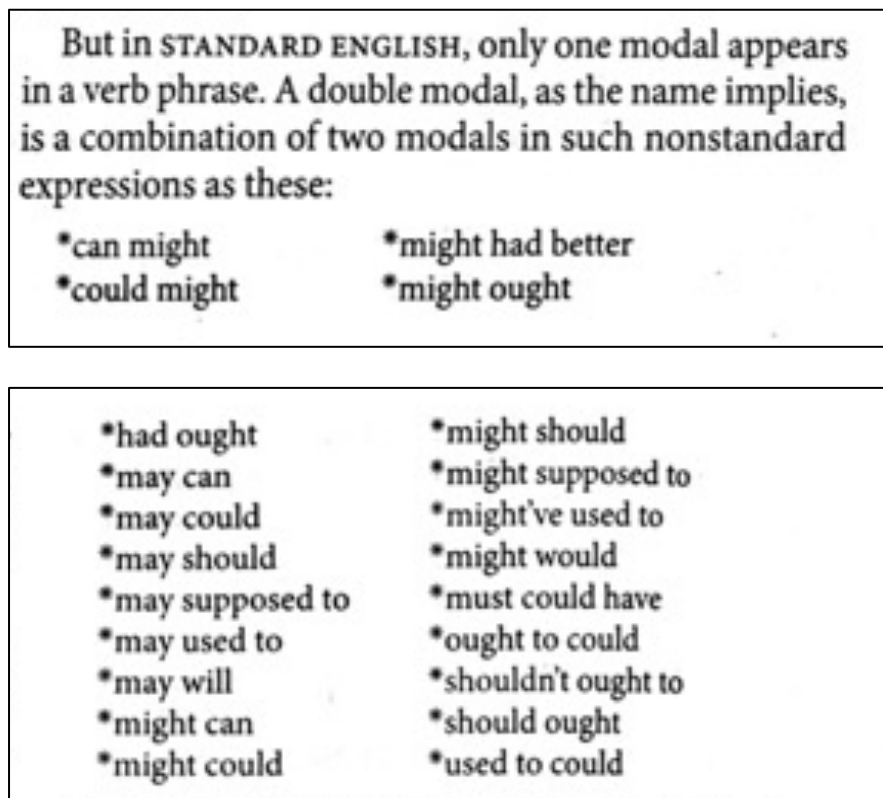 But in STANDARD ENGLISH, only one modal appears
in a verb phrase. A double modal, as the name implies,
is a combination of two modals in such nonstandard
expressions as these:
*can might *might had better
*could might *might ought
*had ought *might should
*may can *might supposed to
*may could *might've used to
*may should *might would
*may supposed to *must could have
*may used to *ought to could
*may will *shouldn't ought to
*might can *should ought
*might could *used to could